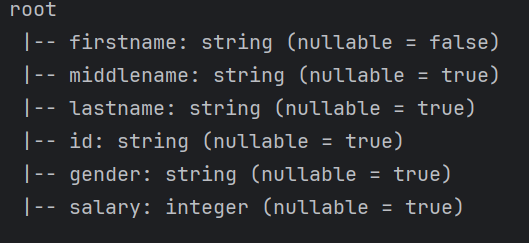 root
 |-- firstname: string (nullable = false)
 |-- middlename: string (nullable = true)
 |-- lastname: string (nullable = true)
 |-- id: string (nullable = true)
 |-- gender: string (nullable = true)
 |-- salary: integer (nullable = true)